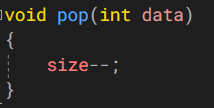 void pop(int data)
{
    size--;
}